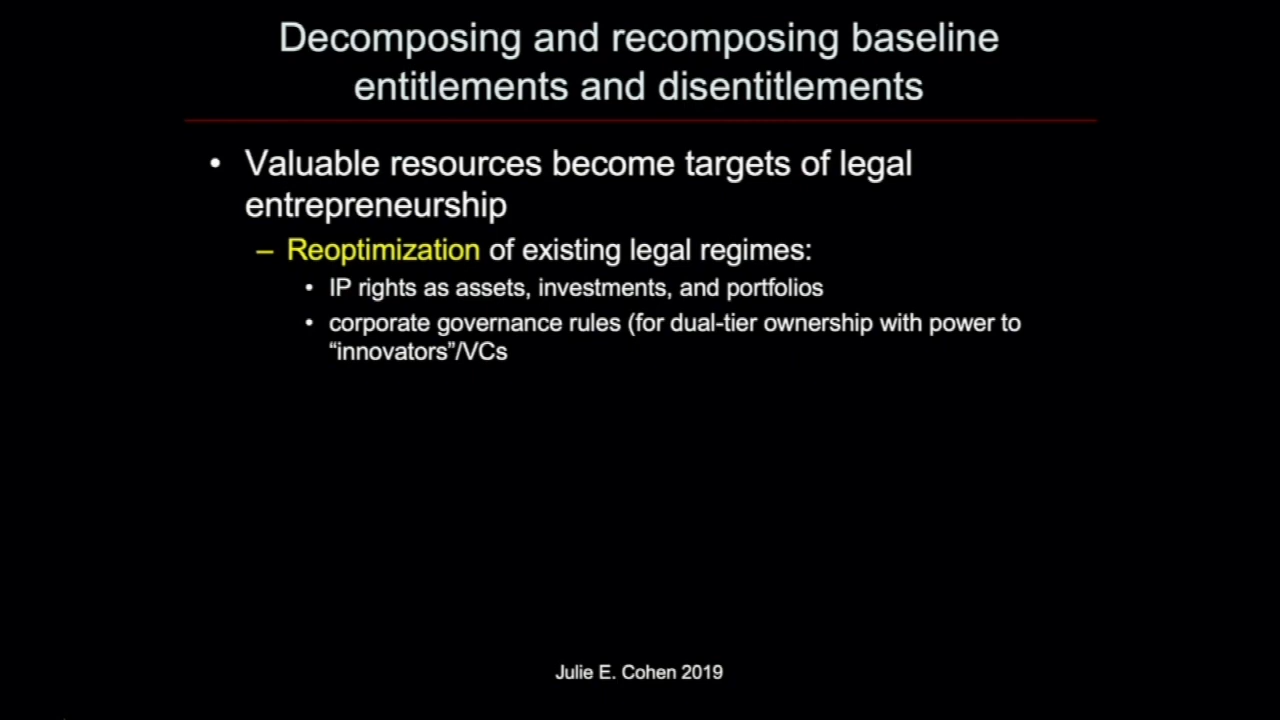 Decomposing and recomposing baseline
entitlements and disentitlements
• Valuable resources become targets of legal
entrepreneurship
– Reoptimization of existing legal regimes:
• IP rights as assets, investments, and portfolios
• corporate governance rules (for dual-tier ownership with power to
“innovators”/VCs
Julie E. Cohen 2019